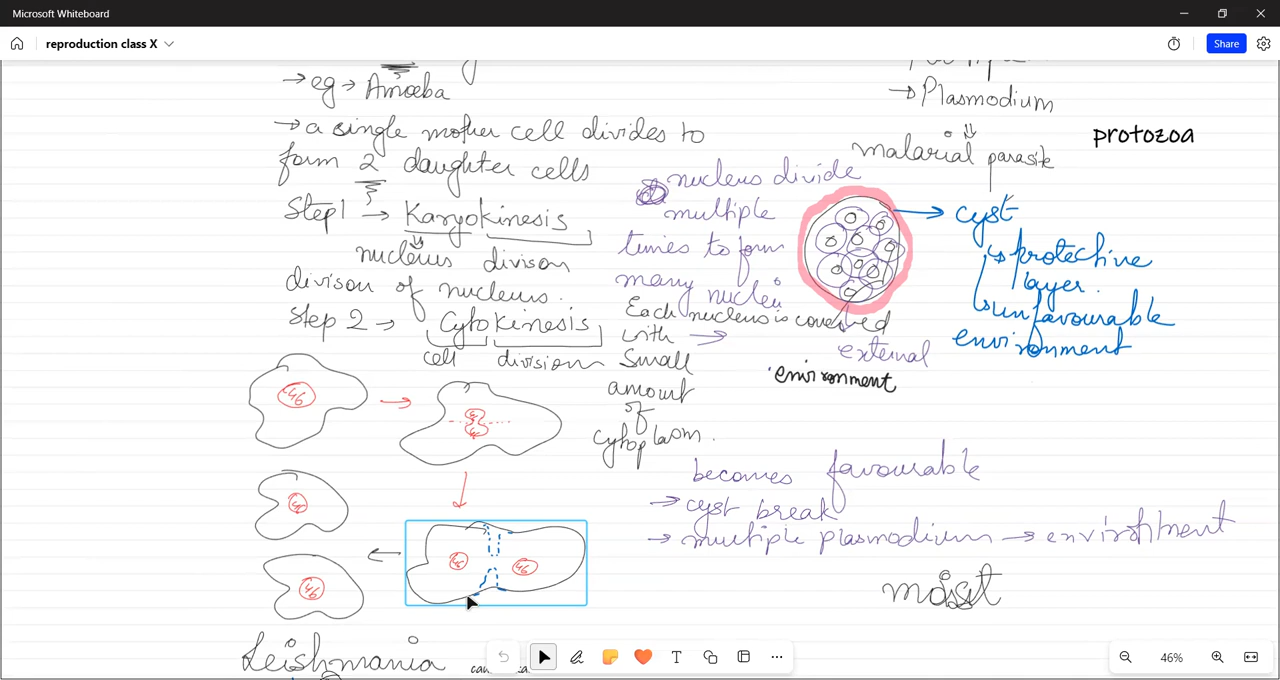 Microsoft Whiteboard
reproduction class X
Share
→ eg → Amoeba
→ a single mother cell divides to
form 2 daughter cells
Step 1 → Karyokinesis
nucleus divison
divison of nucleus.
Step 2 → Cytokinesis
cell division
46
46
46
46
46
Leishmania
nucleus divide
multiple
times to form
many nuclei
Each nucleus is covered
with →
Small
amount
of
cytoplasm.
→ Plasmodium
malarial parasite
protozoa
cyst
protective
layer.
unfavourable
environment
external
environment
becomes favourable
→ cyst break
→ multiple plasmodium → environment
moist
46%